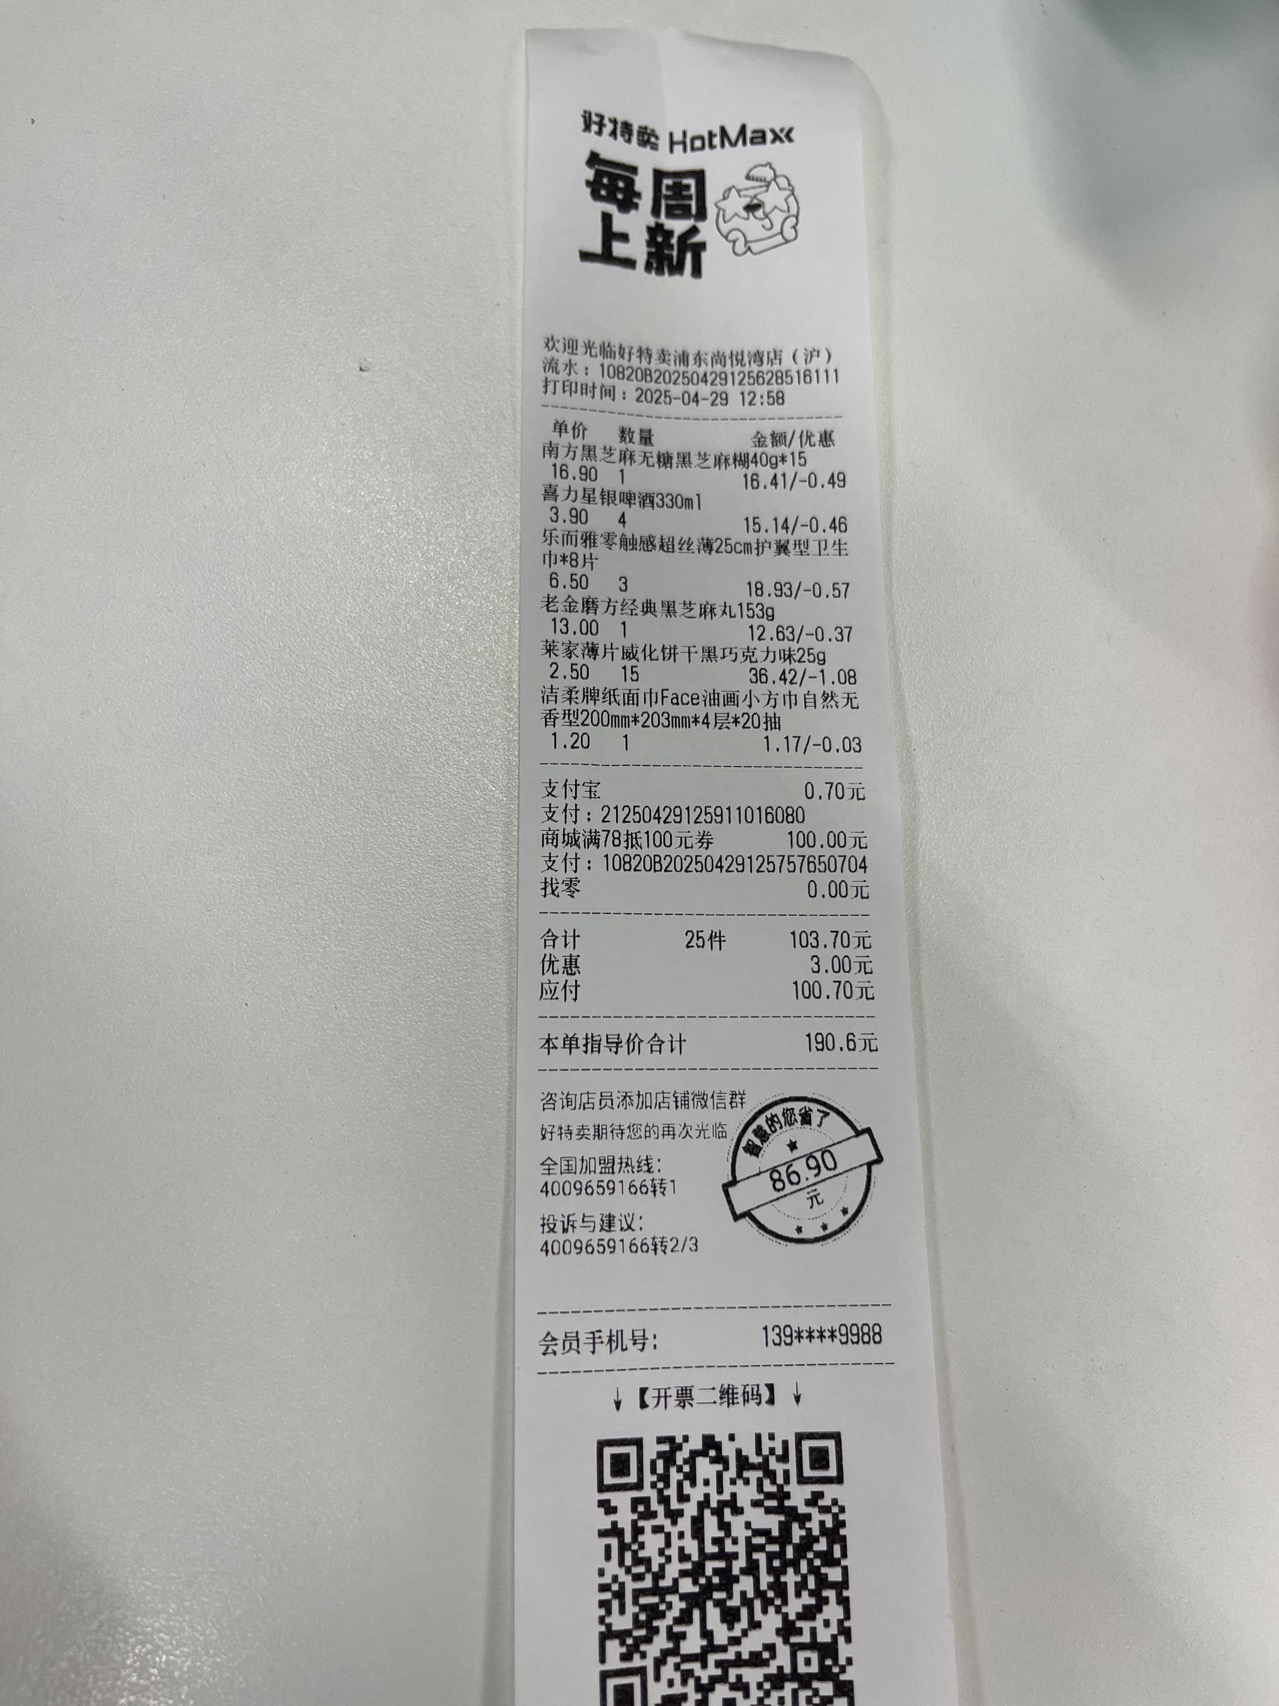 好特卖 HotMaxx
每周
上新
欢迎光临好特卖浦东尚悦湾店（沪）
流水：10820B20250429125628516111
打印时间：2025-04-29 12:58
单价 数量 金额/优惠
南方黑芝麻无糖黑芝麻糊40g*15
16.90 1 16.41/-0.49
喜力星银啤酒330ml
3.90 4 15.14/-0.46
乐而雅零触感超丝薄25cm护翼型卫生
巾*8片
6.50 3 18.93/-0.57
老金磨方经典黑芝麻丸153g
13.00 1 12.63/-0.37
莱家薄片威化饼干黑巧克力味25g
2.50 15 36.42/-1.08
洁柔牌纸面巾Face油画小方巾自然无
香型200mm*203mm*4层*20抽
1.20 1 1.17/-0.03
支付宝 0.70元
支付：21250429125911016080
商城满78抵100元券 100.00元
支付：10820B20250429125757650704
找零 0.00元
合计 25件 103.70元
优惠 3.00元
应付 100.70元
本单指导价合计 190.6元
咨询店员添加店铺微信群
好特卖期待您的再次光临
全国加盟热线：
4009659166转1
投诉与建议：
4009659166转2/3
智慧的您省了
86.90
元
会员手机号： 139****9988
↓【开票二维码】↓